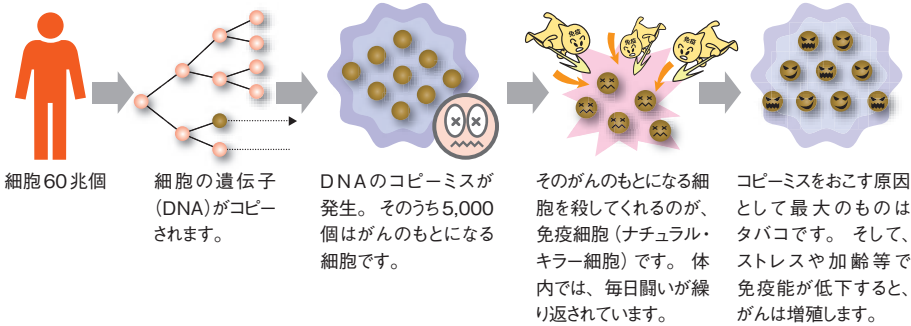 免疫
免疫
免疫
細胞60兆個
細胞の遺伝子
（DNA）がコピー
されます。
DNAのコピーミスが
発生。そのうち5,000
個はがんのもとになる
細胞です。
そのがんのもとになる細
胞を殺してくれるのが、
免疫細胞（ナチュラル・
キラー細胞）です。 体
内では、毎日闘いが繰
り返されています。
コピーミスをおこす原因
として最大のものは
タバコです。 そして、
ストレスや加齢等で
免疫能が低下すると、
がんは増殖します。